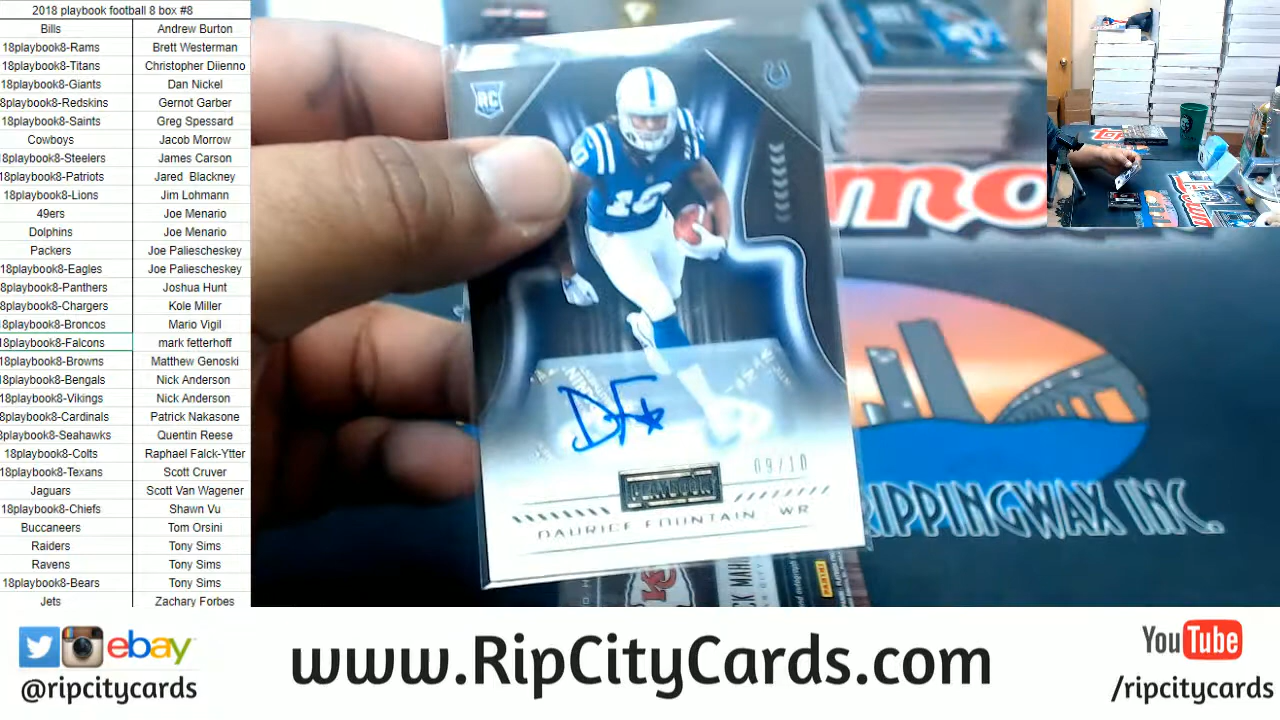 2018 playbook football 8 box #8
Bills Andrew Burton
18playbook8-Rams Brett Westerman
18playbook8-Titans Christopher Diienno
18playbook8-Giants Dan Nickel
8playbook8-Redskins Gernot Garber
18playbook8-Saints Greg Spessard
Cowboys Jacob Morrow
8playbook8-Steelers James Carson
18playbook8-Patriots Jared Blackney
18playbook8-Lions Jim Lohmann
49ers Joe Menario
Dolphins Joe Menario
Packers Joe Paliescheskey
18playbook8-Eagles Joe Paliescheskey
8playbook8-Panthers Joshua Hunt
8playbook8-Chargers Kole Miller
18playbook8-Broncos Mario Vigil
18playbook8-Falcons mark fetterhoff
18playbook8-Browns Matthew Genoski
18playbook8-Bengals Nick Anderson
18playbook8-Vikings Nick Anderson
8playbook8-Cardinals Patrick Nakasone
8playbook8-Seahawks Quentin Reese
18playbook8-Colts Raphael Falck-Ytter
18playbook8-Texans Scott Cruver
Jaguars Scott Van Wagener
18playbook8-Chiefs Shawn Vu
Buccaneers Tom Orsini
Raiders Tony Sims
Ravens Tony Sims
18playbook8-Bears Tony Sims
Jets Zachary Forbes
RC
10
DF
09/10
PLAYBOOK
DAURICE FOUNTAIN WR
mo
RIPPINGWAX INC.
CK MAH
PANINI
ebay
@ripcitycards
www.RipCityCards.com
YouTube
/ripcitycards